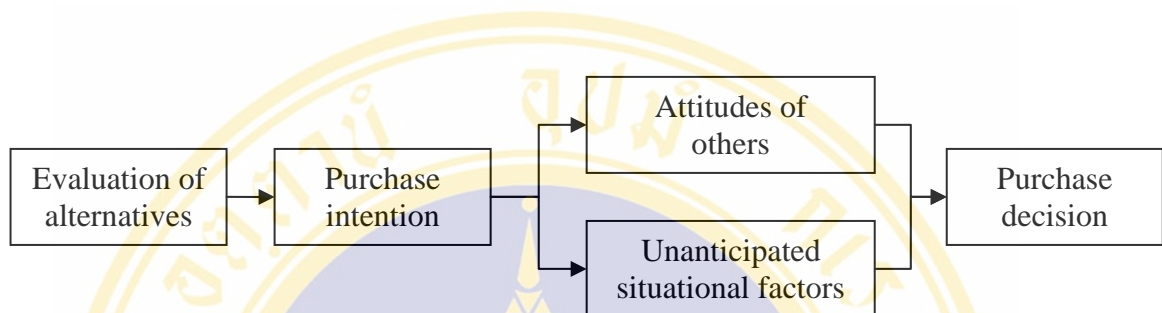 Evaluation of
alternatives
Purchase
intention
Attitudes of
others
Unanticipated
situational factors
Purchase
decision